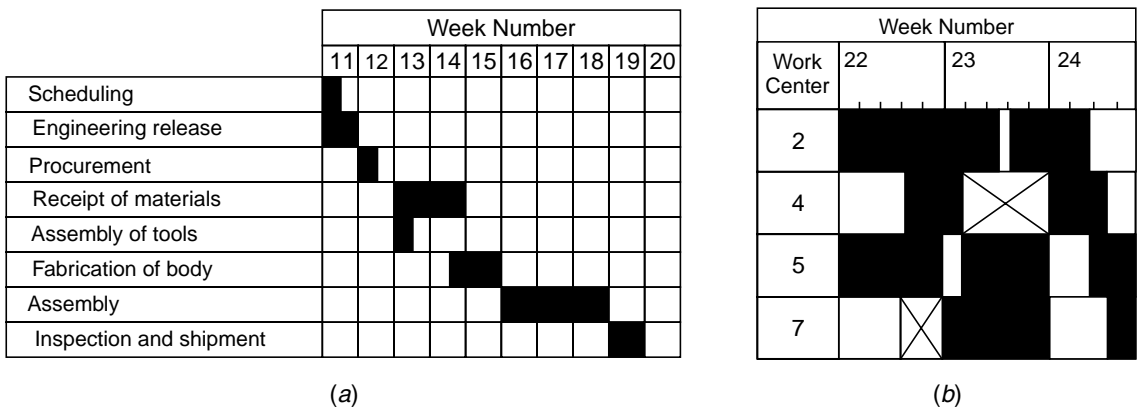 Week Number
11 12 13 14 15 16 17 18 19 20
Scheduling
Engineering release
Procurement
Receipt of materials
Assembly of tools
Fabrication of body
Assembly
Inspection and shipment
(a)
Week Number
Work
Center
22 23 24
2
4
5
7
(b)